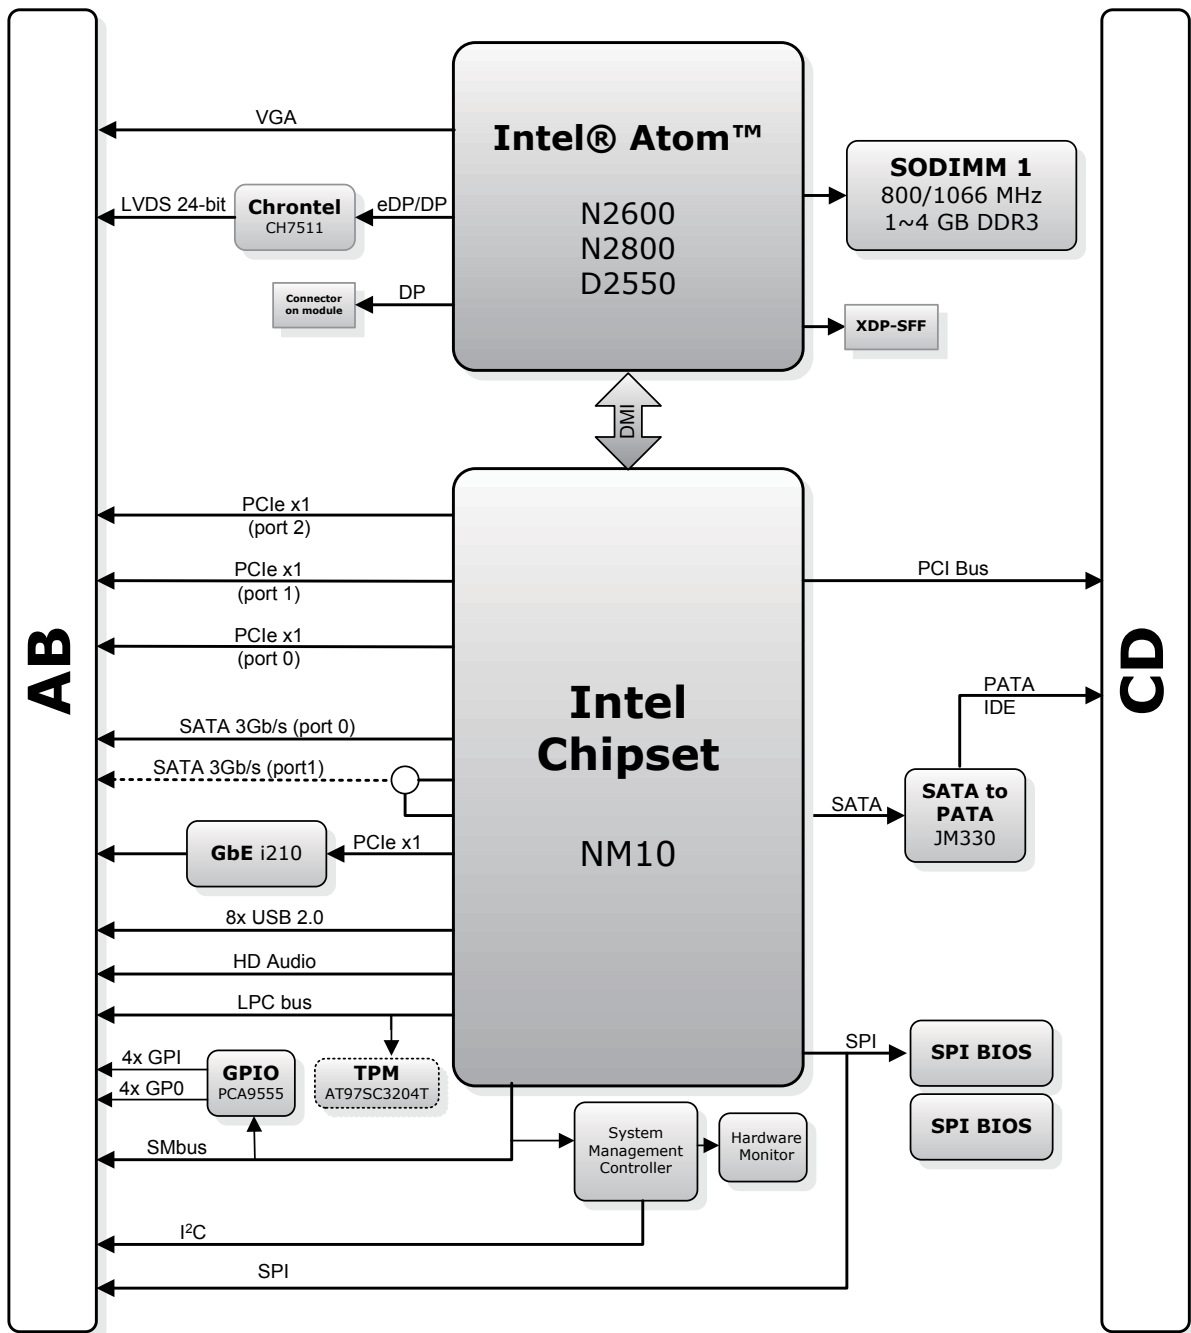 AB
CD
VGA
Intel® Atom™
N2600
N2800
D2550
SODIMM 1
800/1066 MHz
1~4 GB DDR3
LVDS 24-bit
Chrontel
CH7511
eDP/DP
Connector
on module
DP
XDP-SFF
DMI
PCIe x1
(port 2)
PCIe x1
(port 1)
PCIe x1
(port 0)
PCI Bus
Intel
Chipset
NM10
PATA
IDE
SATA 3Gb/s (port 0)
SATA 3Gb/s (port1)
SATA
SATA to
PATA
JM330
GbE i210
PCIe x1
8x USB 2.0
HD Audio
LPC bus
4x GPI
4x GP0
GPIO
PCA9555
TPM
AT97SC3204T
SPI
SPI BIOS
SPI BIOS
SMbus
System
Management
Controller
Hardware
Monitor
I²C
SPI